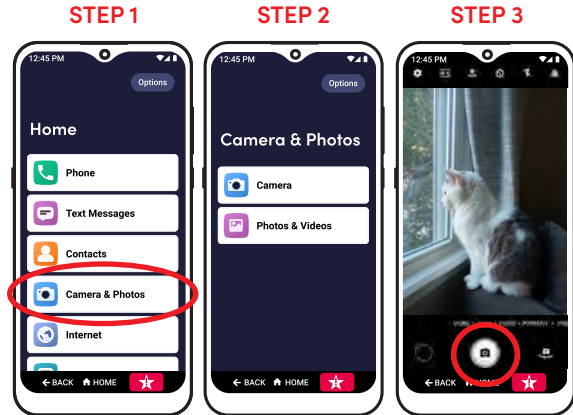 STEP 1
12:45 PM
Options
Home
Phone
Text Messages
Contacts
Camera & Photos
Internet
BACK
HOME
STEP 2
12:45 PM
Options
Camera & Photos
Camera
Photos & Videos
BACK
HOME
STEP 3
12:45 PM
BACK
HOME